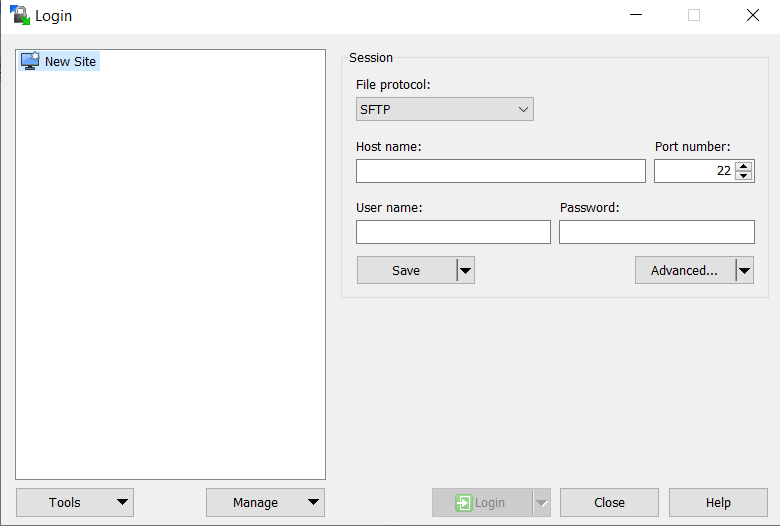 Login
New Site
Session
File protocol:
SFTP
Host name:
Port number:
22
User name:
Password:
Save
Advanced...
Tools
Manage
Login
Close
Help